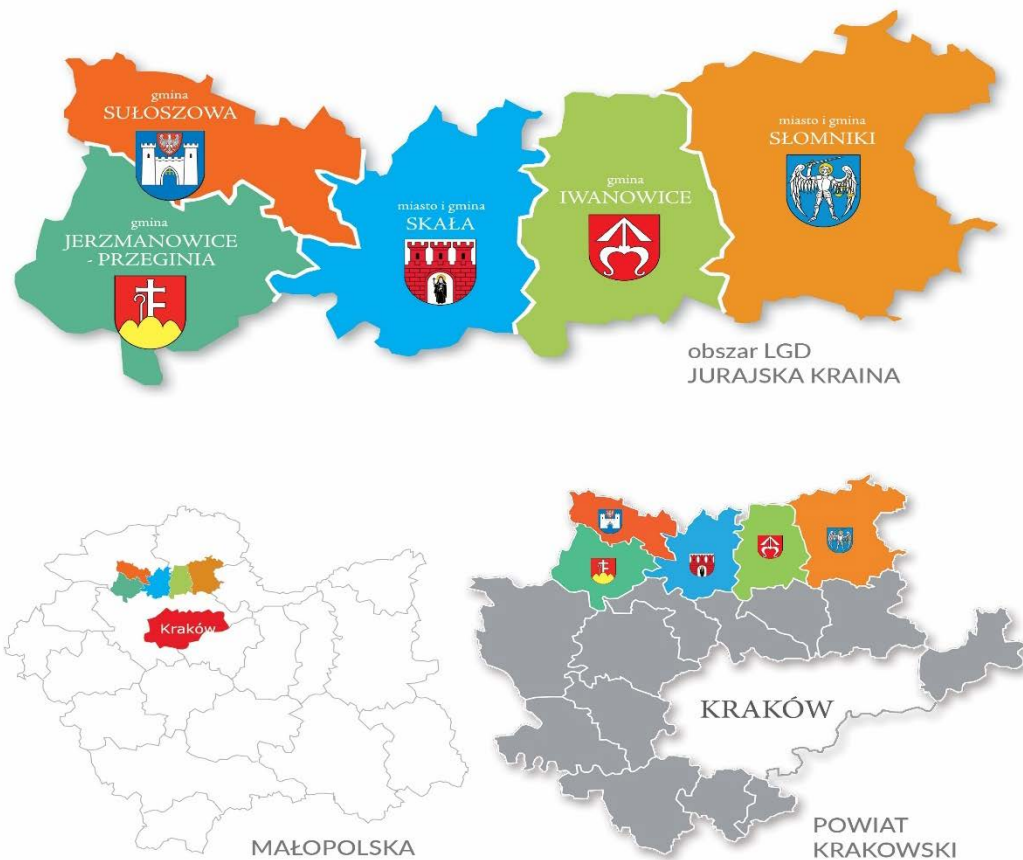 gmina
SUŁOSZOWA
gmina
JERZMANOWICE
- PRZEGINIA
miasto i gmina
SKAŁA
gmina
IWANOWICE
miasto i gmina
SŁOMNIKI
obszar LGD
JURAJSKA KRAINA
Kraków
MAŁOPOLSKA
KRAKÓW
POWIAT
KRAKOWSKI